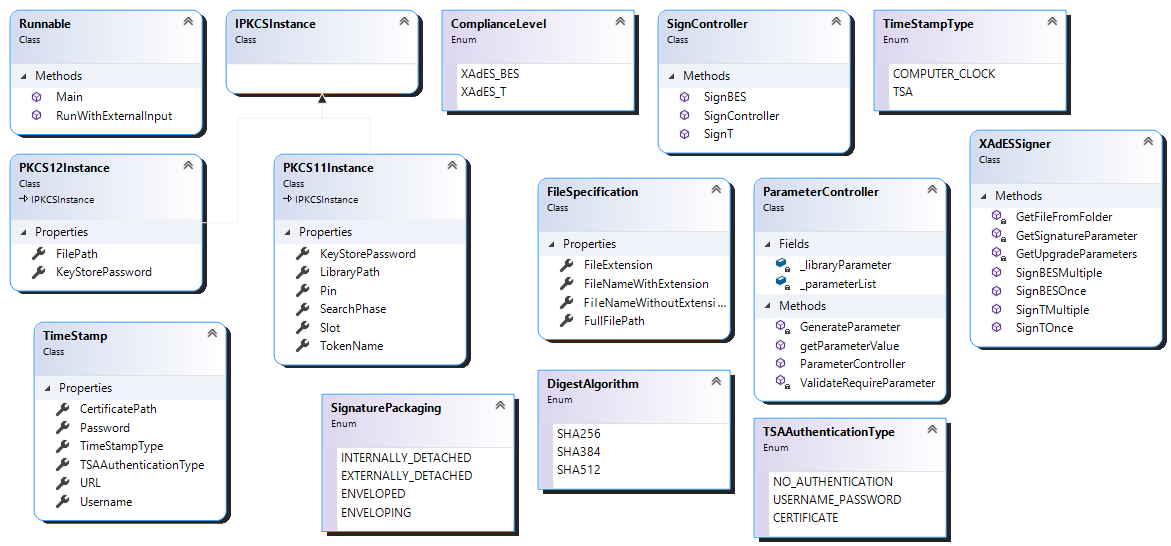 Runnable
Class
Methods
Main
RunWithExternalInput
IPKCSInstance
Class
ComplianceLevel
Enum
XAdES_BES
XAdES_T
SignController
Class
Methods
SignBES
SignController
SignT
TimeStampType
Enum
COMPUTER_CLOCK
TSA
PKCS12Instance
Class
IPKCSInstance
Properties
FilePath
KeyStorePassword
PKCS11Instance
Class
IPKCSInstance
Properties
KeyStorePassword
LibraryPath
Pin
SearchPhase
Slot
TokenName
FileSpecification
Class
Properties
FileExtension
FileNameWithExtension
FileNameWithoutExtensi...
FullFilePath
ParameterController
Class
Fields
_libraryParameter
_parameterList
Methods
GenerateParameter
getParameterValue
ParameterController
ValidateRequireParameter
XAdESSigner
Class
Methods
GetFileFromFolder
GetSignatureParameter
GetUpgradeParameters
SignBESMultiple
SignBESOnce
SignTMultiple
SignTOnce
TimeStamp
Class
Properties
CertificatePath
Password
TimeStampType
TSAAuthenticationType
URL
Username
SignaturePackaging
Enum
INTERNALLY_DETACHED
EXTERNALLY_DETACHED
ENVELOPED
ENVELOPING
DigestAlgorithm
Enum
SHA256
SHA384
SHA512
TSAAuthenticationType
Enum
NO_AUTHENTICATION
USERNAME_PASSWORD
CERTIFICATE